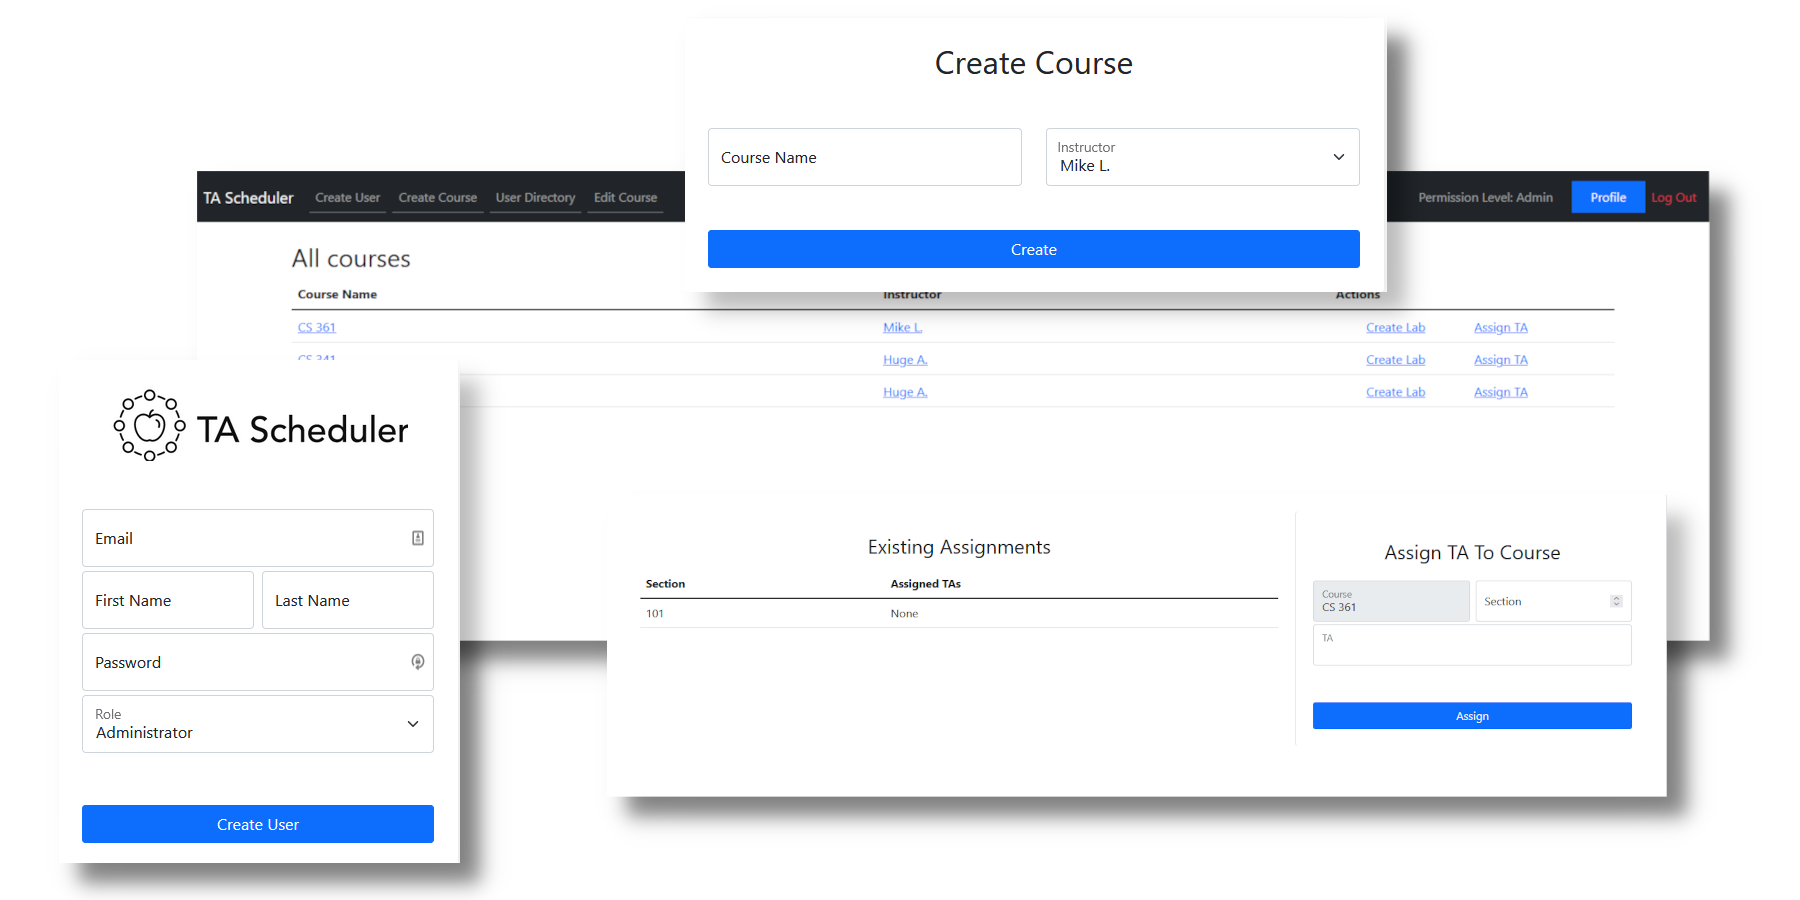 Create Course
Course Name
Instructor
Mike L.
Create
TA Scheduler Create User Create Course User Directory Edit Course Permission Level: Admin Profile Log Out
All courses
Course Name Instructor Actions
CS 361 Mike L. Create Lab Assign TA
CS 341 Huge A. Create Lab Assign TA
Huge A. Create Lab Assign TA
TA Scheduler
Email
First Name Last Name
Password
Role
Administrator
Create User
Existing Assignments
Section Assigned TAs
101 None
Assign TA To Course
Course
CS 361
Section
TA
Assign